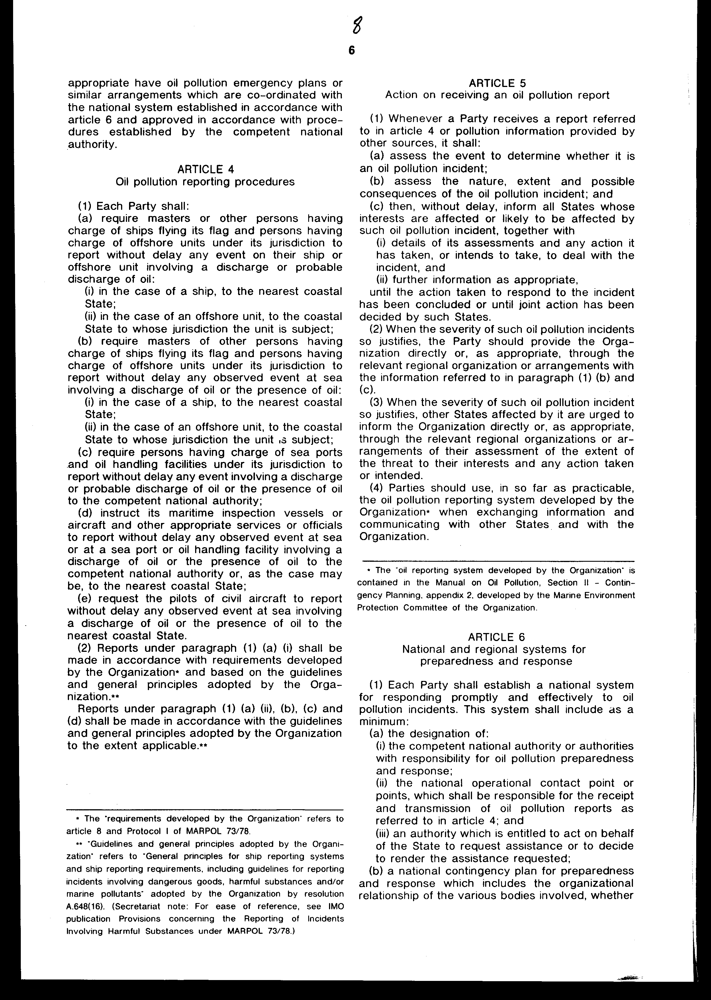 8
6
appropriate have oil pollution emergency plans or
similar arrangements which are co-ordinated with
the national system established in accordance with
article 6 and approved in accordance with proce-
dures established by the competent national
authority.
ARTICLE 4
Oil pollution reporting procedures
(1) Each Party shall:
(a) require masters or other persons having
charge of ships flying its flag and persons having
charge of offshore units under its jurisdiction to
report without delay any event on their ship or
offshore unit involving a discharge or probable
discharge of oil:
(i) in the case of a ship, to the nearest coastal
State;
(ii) in the case of an offshore unit, to the coastal
State to whose jurisdiction the unit is subject;
(b) require masters of other persons having
charge of ships flying its flag and persons having
charge of offshore units under its jurisdiction to
report without delay any observed event at sea
involving a discharge of oil or the presence of oil:
(i) in the case of a ship, to the nearest coastal
State;
(ii) in the case of an offshore unit, to the coastal
State to whose jurisdiction the unit is subject;
(c) require persons having charge of sea ports
and oil handling facilities under its jurisdiction to
report without delay any event involving a discharge
or probable discharge of oil or the presence of oil
to the competent national authority;
(d) instruct its maritime inspection vessels or
aircraft and other appropriate services or officials
to report without delay any observed event at sea
or at a sea port or oil handling facility involving a
discharge of oil or the presence of oil to the
competent national authority or, as the case may
be, to the nearest coastal State;
(e) request the pilots of civil aircraft to report
without delay any observed event at sea involving
a discharge of oil or the presence of oil to the
nearest coastal State.
(2) Reports under paragraph (1) (a) (i) shall be
made in accordance with requirements developed
by the Organization* and based on the guidelines
and general principles adopted by the Orga-
nization.**
Reports under paragraph (1) (a) (ii), (b), (c) and
(d) shall be made in accordance with the guidelines
and general principles adopted by the Organization
to the extent applicable.**
* The "requirements developed by the Organization" refers to
article 8 and Protocol I of MARPOL 73/78.
** "Guidelines and general principles adopted by the Organi-
zation" refers to "General principles for ship reporting systems
and ship reporting requirements, including guidelines for reporting
incidents involving dangerous goods, harmful substances and/or
marine pollutants" adopted by the Organization by resolution
A.648(16). (Secretariat note: For ease of reference, see IMO
publication Provisions concerning the Reporting of Incidents
Involving Harmful Substances under MARPOL 73/78.)
ARTICLE 5
Action on receiving an oil pollution report
(1) Whenever a Party receives a report referred
to in article 4 or pollution information provided by
other sources, it shall:
(a) assess the event to determine whether it is
an oil pollution incident;
(b) assess the nature, extent and possible
consequences of the oil pollution incident; and
(c) then, without delay, inform all States whose
interests are affected or likely to be affected by
such oil pollution incident, together with
(i) details of its assessments and any action it
has taken, or intends to take, to deal with the
incident, and
(ii) further information as appropriate,
until the action taken to respond to the incident
has been concluded or until joint action has been
decided by such States.
(2) When the severity of such oil pollution incidents
so justifies, the Party should provide the Orga-
nization directly or, as appropriate, through the
relevant regional organization or arrangements with
the information referred to in paragraph (1) (b) and
(c).
(3) When the severity of such oil pollution incident
so justifies, other States affected by it are urged to
inform the Organization directly or, as appropriate,
through the relevant regional organizations or ar-
rangements of their assessment of the extent of
the threat to their interests and any action taken
or intended.
(4) Parties should use, in so far as practicable,
the oil pollution reporting system developed by the
Organization* when exchanging information and
communicating with other States and with the
Organization.
* The "oil reporting system developed by the Organization" is
contained in the Manual on Oil Pollution, Section II - Contin-
gency Planning, appendix 2, developed by the Marine Environment
Protection Committee of the Organization.
ARTICLE 6
National and regional systems for
preparedness and response
(1) Each Party shall establish a national system
for responding promptly and effectively to oil
pollution incidents. This system shall include as a
minimum:
(a) the designation of:
(i) the competent national authority or authorities
with responsibility for oil pollution preparedness
and response;
(ii) the national operational contact point or
points, which shall be responsible for the receipt
and transmission of oil pollution reports as
referred to in article 4; and
(iii) an authority which is entitled to act on behalf
of the State to request assistance or to decide
to render the assistance requested;
(b) a national contingency plan for preparedness
and response which includes the organizational
relationship of the various bodies involved, whether